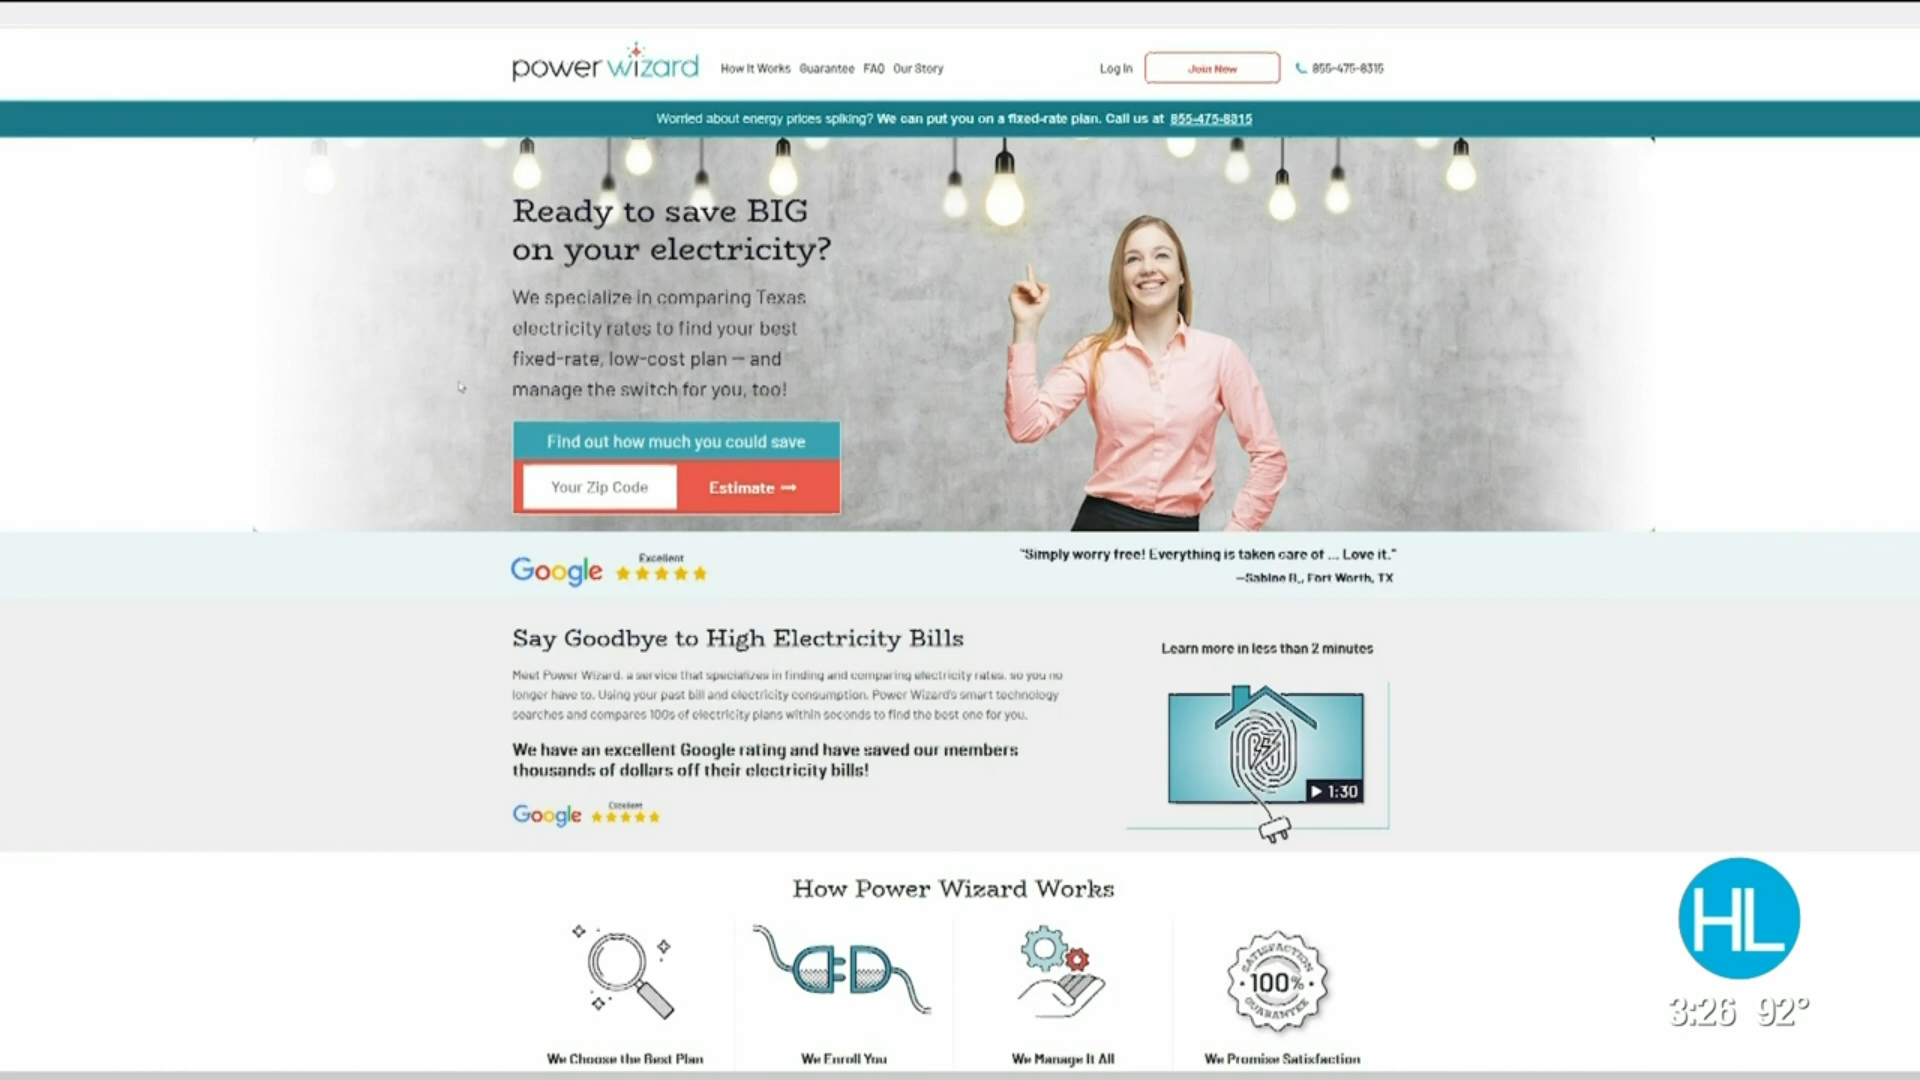 power wizard
How It Works Guarantee FAQ Our Story
Log In
Join Now
855-475-8315
Worried about energy prices spiking? We can put you on a fixed-rate plan. Call us at 855-475-8315
Ready to save BIG
on your electricity?
We specialize in comparing Texas
electricity rates to find your best
fixed-rate, low-cost plan — and
manage the switch for you, too!
Find out how much you could save
Your Zip Code
Estimate
Google
Excellent
"Simply worry free! Everything is taken care of ... Love it."
—Sabine R., Fort Worth, TX
Say Goodbye to High Electricity Bills
Meet Power Wizard, a service that specializes in finding and comparing electricity rates, so you no
longer have to. Using your past bill and electricity consumption, Power Wizard's smart technology
searches and compares 100s of electricity plans within seconds to find the best one for you.
We have an excellent Google rating and have saved our members
thousands of dollars off their electricity bills!
Google
Excellent
Learn more in less than 2 minutes
1:30
How Power Wizard Works
SATISFACTION
100%
GUARANTEE
We Choose the Best Plan
We Enroll You
We Manage It All
We Promise Satisfaction
HL
3:26 92°